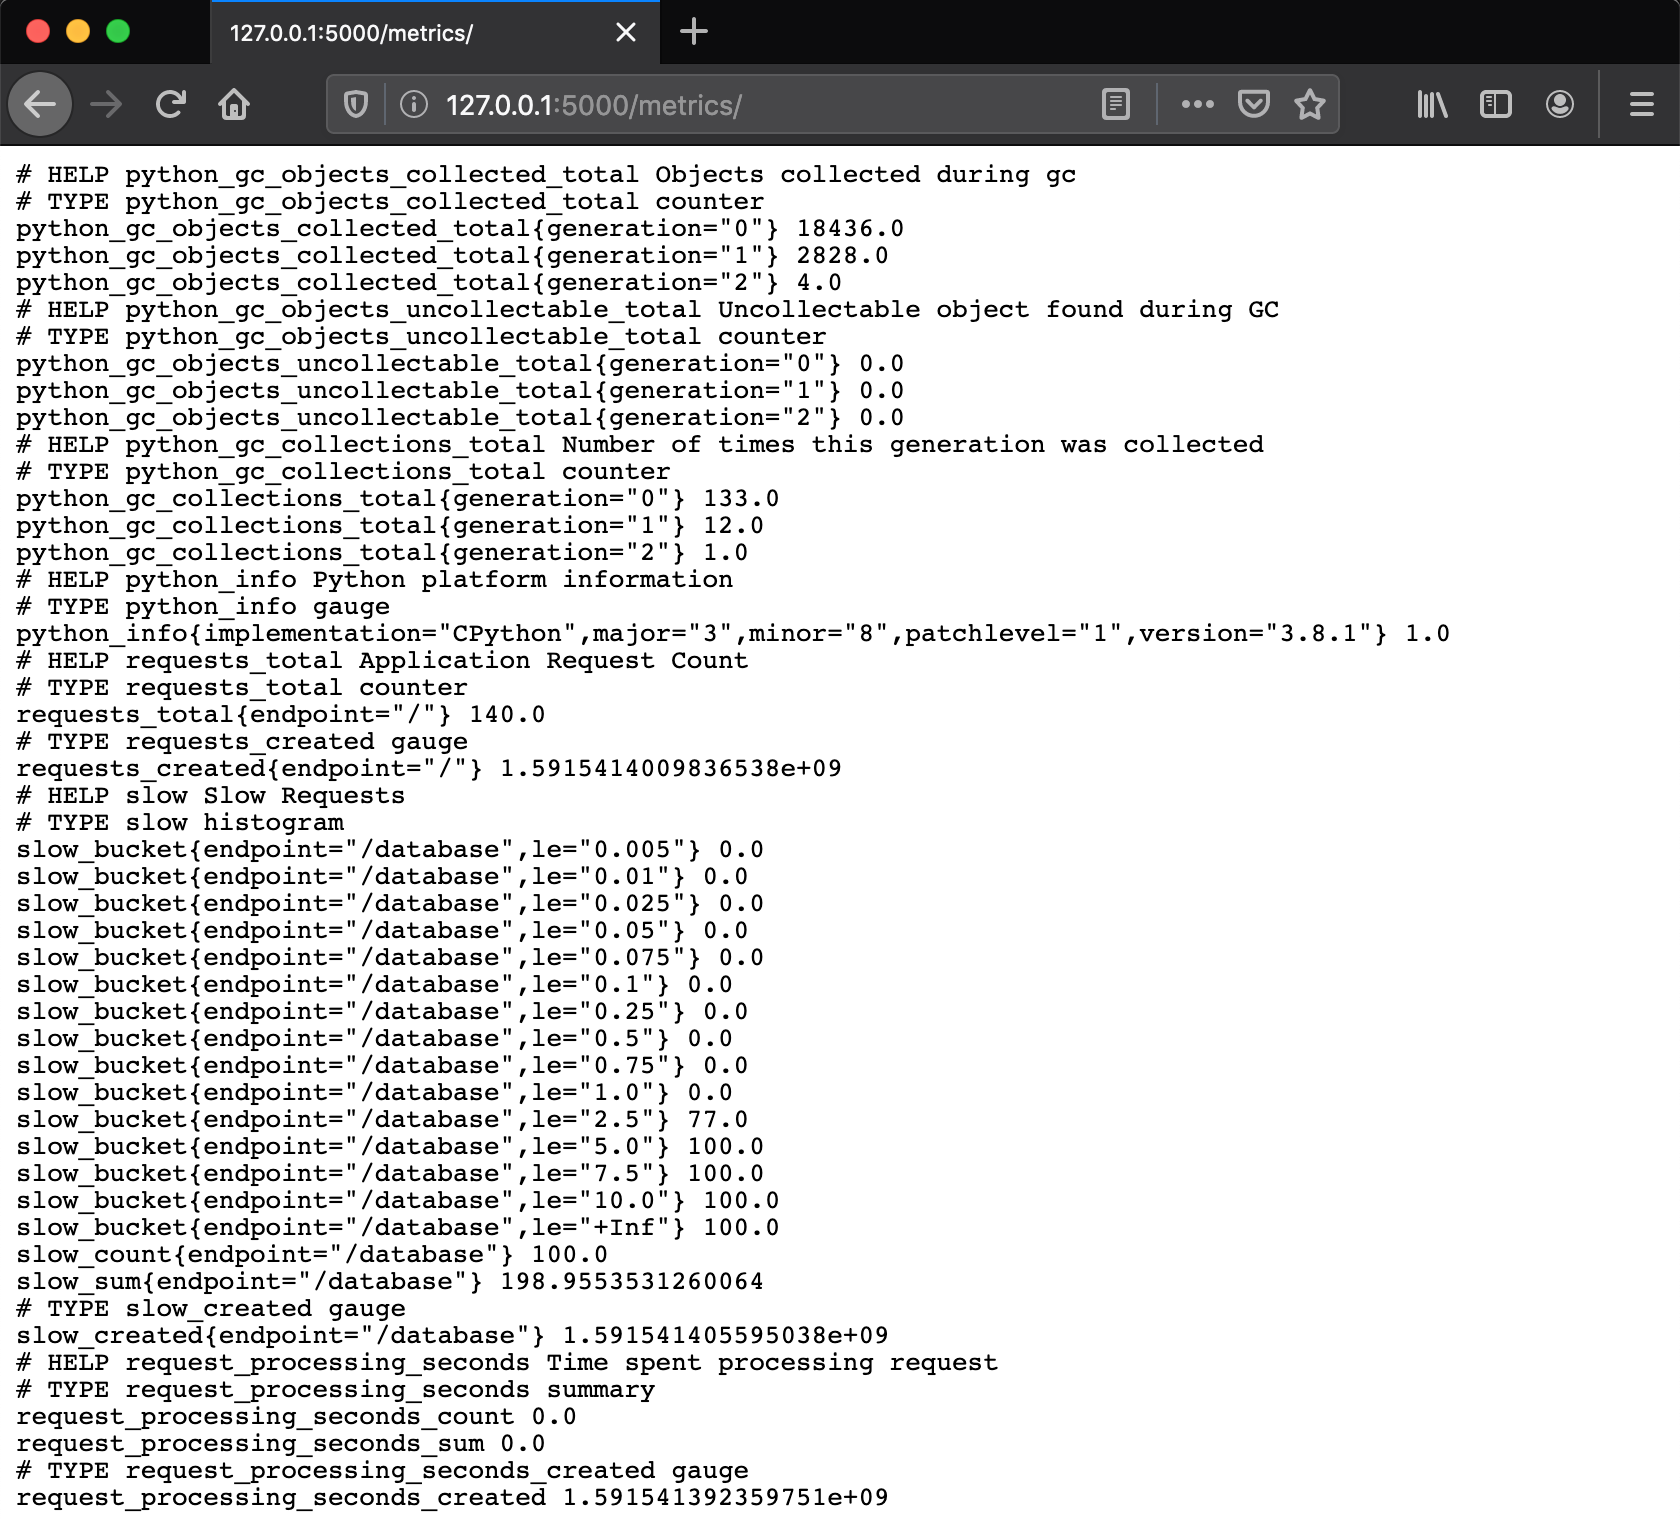 127.0.0.1:5000/metrics/
127.0.0.1:5000/metrics/
# HELP python_gc_objects_collected_total Objects collected during gc
# TYPE python_gc_objects_collected_total counter
python_gc_objects_collected_total{generation="0"} 18436.0
python_gc_objects_collected_total{generation="1"} 2828.0
python_gc_objects_collected_total{generation="2"} 4.0
# HELP python_gc_objects_uncollectable_total Uncollectable object found during GC
# TYPE python_gc_objects_uncollectable_total counter
python_gc_objects_uncollectable_total{generation="0"} 0.0
python_gc_objects_uncollectable_total{generation="1"} 0.0
python_gc_objects_uncollectable_total{generation="2"} 0.0
# HELP python_gc_collections_total Number of times this generation was collected
# TYPE python_gc_collections_total counter
python_gc_collections_total{generation="0"} 133.0
python_gc_collections_total{generation="1"} 12.0
python_gc_collections_total{generation="2"} 1.0
# HELP python_info Python platform information
# TYPE python_info gauge
python_info{implementation="CPython",major="3",minor="8",patchlevel="1",version="3.8.1"} 1.0
# HELP requests_total Application Request Count
# TYPE requests_total counter
requests_total{endpoint="/"} 140.0
# TYPE requests_created gauge
requests_created{endpoint="/"} 1.5915414009836538e+09
# HELP slow Slow Requests
# TYPE slow histogram
slow_bucket{endpoint="/database",le="0.005"} 0.0
slow_bucket{endpoint="/database",le="0.01"} 0.0
slow_bucket{endpoint="/database",le="0.025"} 0.0
slow_bucket{endpoint="/database",le="0.05"} 0.0
slow_bucket{endpoint="/database",le="0.075"} 0.0
slow_bucket{endpoint="/database",le="0.1"} 0.0
slow_bucket{endpoint="/database",le="0.25"} 0.0
slow_bucket{endpoint="/database",le="0.5"} 0.0
slow_bucket{endpoint="/database",le="0.75"} 0.0
slow_bucket{endpoint="/database",le="1.0"} 0.0
slow_bucket{endpoint="/database",le="2.5"} 77.0
slow_bucket{endpoint="/database",le="5.0"} 100.0
slow_bucket{endpoint="/database",le="7.5"} 100.0
slow_bucket{endpoint="/database",le="10.0"} 100.0
slow_bucket{endpoint="/database",le="+Inf"} 100.0
slow_count{endpoint="/database"} 100.0
slow_sum{endpoint="/database"} 198.9553531260064
# TYPE slow_created gauge
slow_created{endpoint="/database"} 1.591541405595038e+09
# HELP request_processing_seconds Time spent processing request
# TYPE request_processing_seconds summary
request_processing_seconds_count 0.0
request_processing_seconds_sum 0.0
# TYPE request_processing_seconds_created gauge
request_processing_seconds_created 1.591541392359751e+09